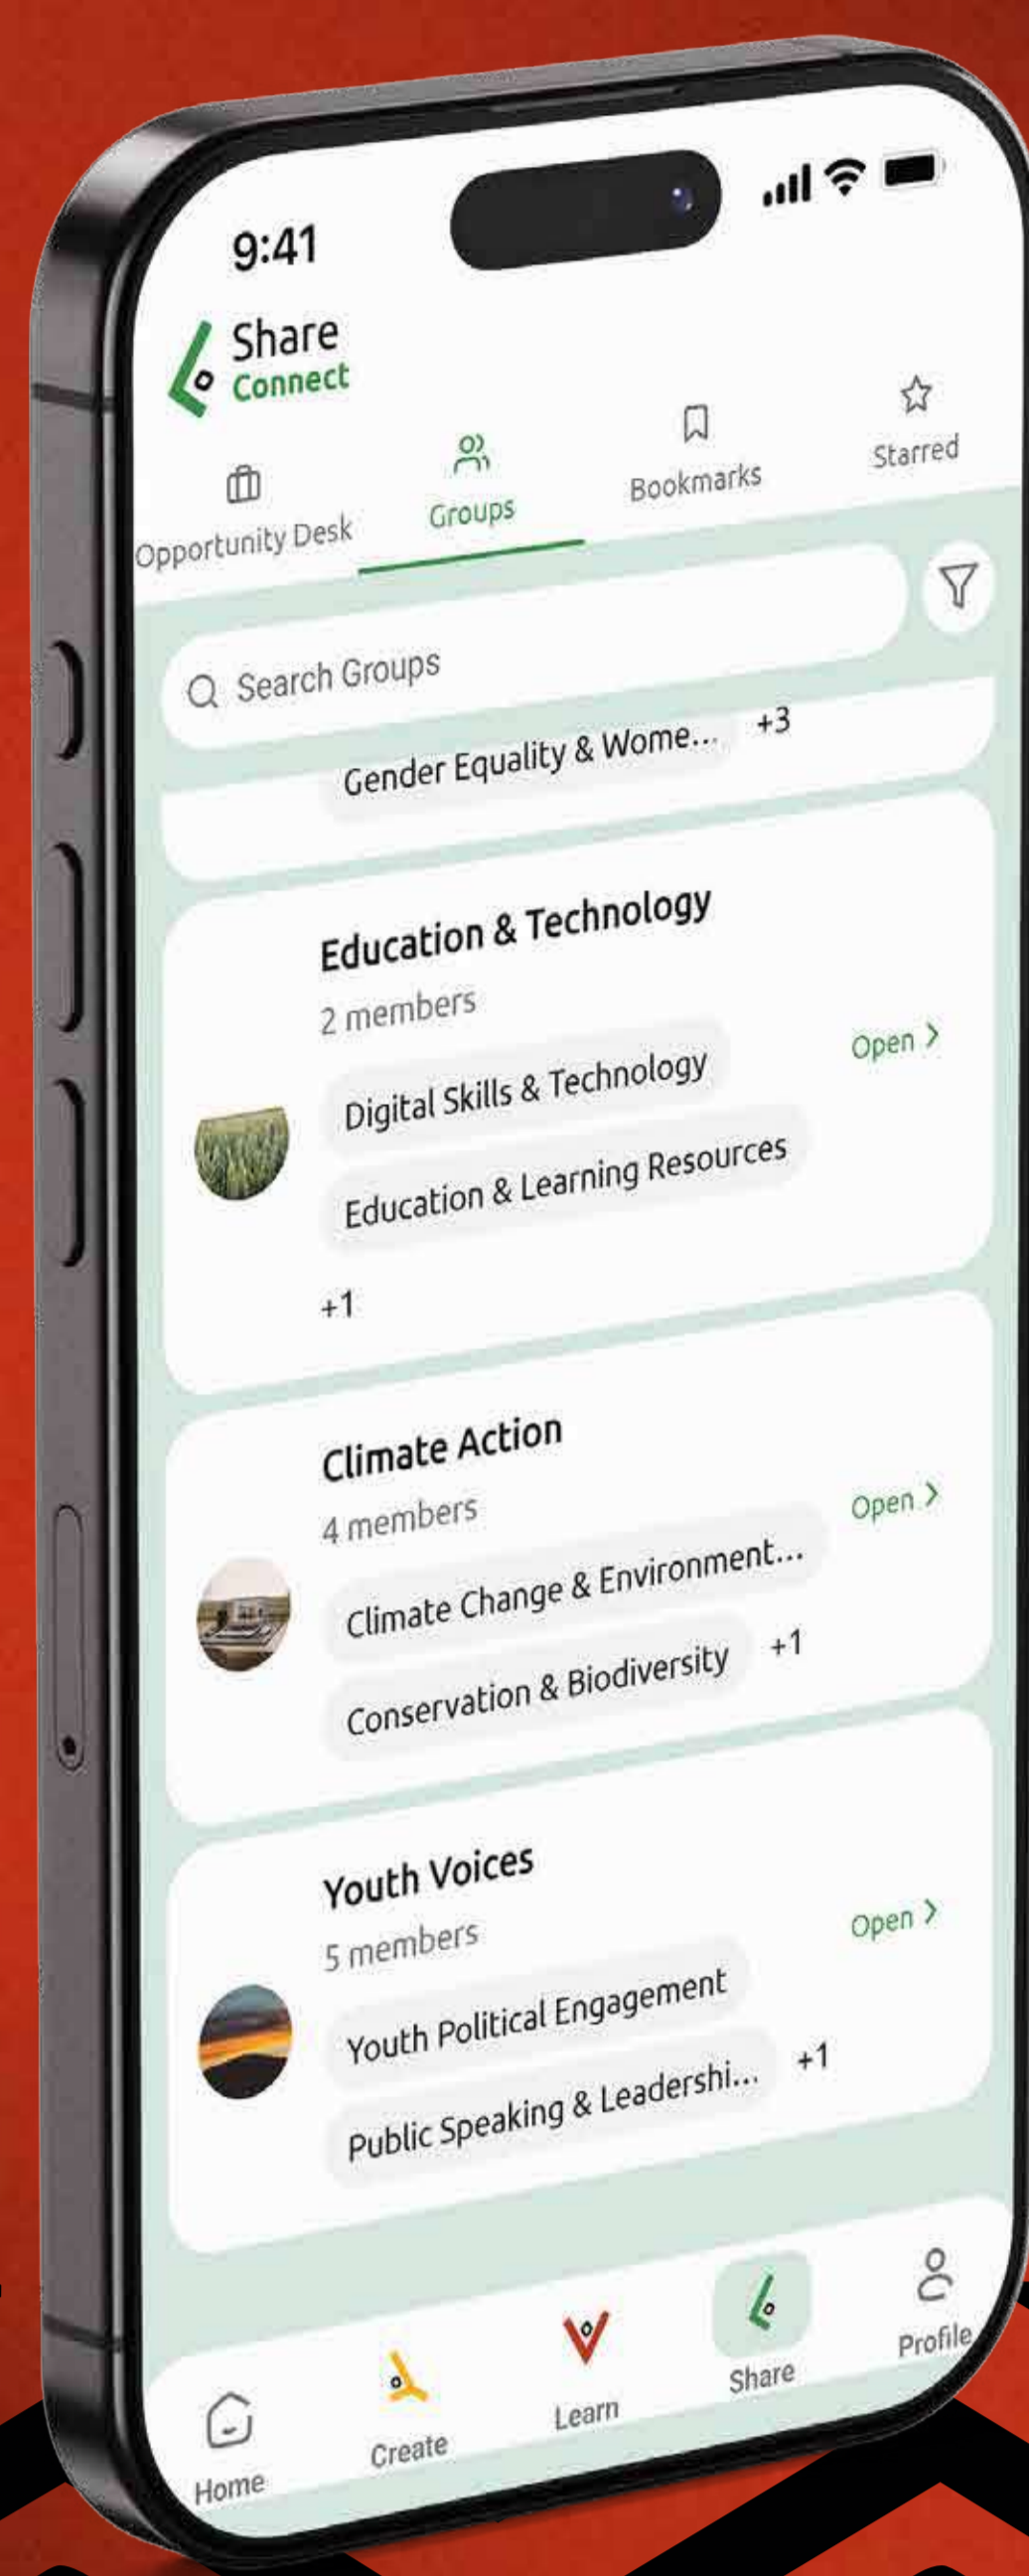 9:41
Share
Connect
Opportunity Desk
Groups
Bookmarks
Starred
Search Groups
Gender Equality & Wome... +3
Education & Technology
2 members
Open >
Digital Skills & Technology
Education & Learning Resources
+1
Climate Action
4 members
Open >
Climate Change & Environment...
Conservation & Biodiversity +1
Youth Voices
5 members
Open >
Youth Political Engagement
Public Speaking & Leadershi... +1
Home
Create
Learn
Share
Profile